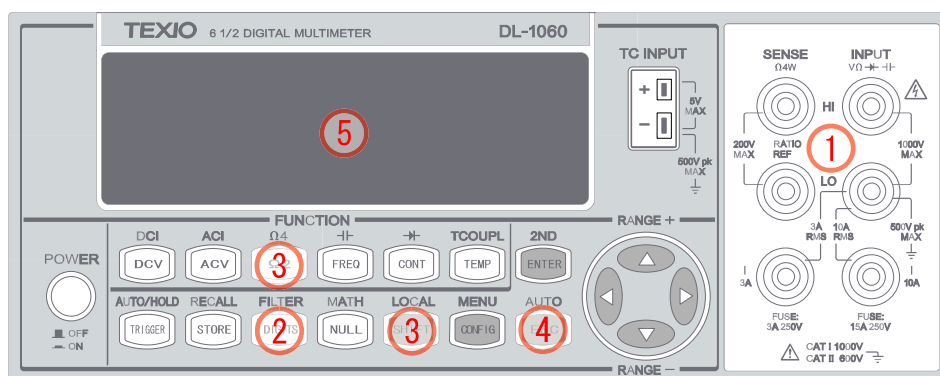 TEXIO 6 1/2 DIGITAL MULTIMETER DL-1060
TC INPUT
+
−
5V
MAX
500V pk
MAX
5
SENSE
Ω4W
INPUT
VΩ
HI
1
200V
MAX
RATIO
REF
1000V
MAX
LO
3A
RMS
10A
RMS
500V pk
MAX
I
3A
I
10A
FUSE:
3A 250V
FUSE:
15A 250V
CAT I 1000V
CAT II 600V
FUNCTION
DCI ACI Ω4 TCOUPL 2ND
DCV ACV 3 FREQ CONT TEMP ENTER
POWER
OFF
ON
AUTO/HOLD RECALL FILTER MATH LOCAL MENU AUTO
TRIGGER STORE 2 NULL 3 CONFIG 4
RANGE +
RANGE −